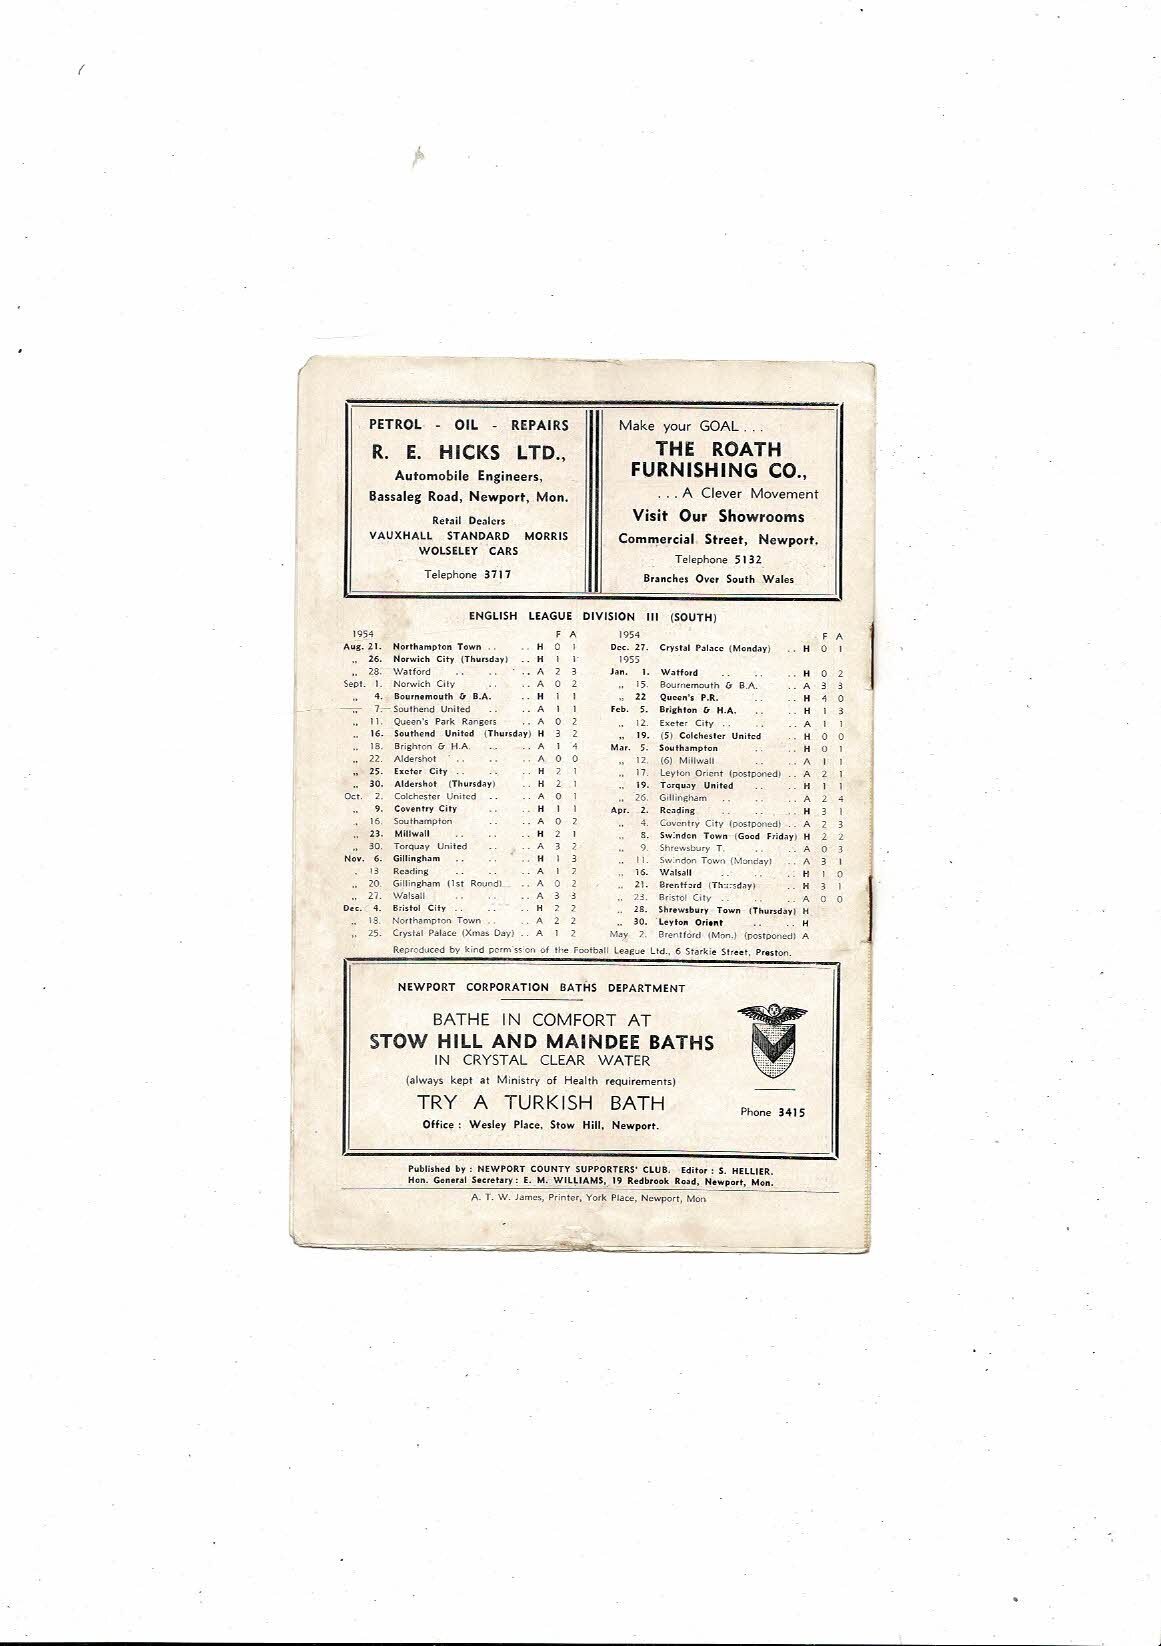 PETROL - OIL - REPAIRS
R. E. HICKS LTD.,
Automobile Engineers,
Bassaleg Road, Newport, Mon.
Retail Dealers
VAUXHALL STANDARD MORRIS
WOLSELEY CARS
Telephone 3717
Make your GOAL . . .
THE ROATH
FURNISHING CO.,
. . . A Clever Movement
Visit Our Showrooms
Commercial Street, Newport.
Telephone 5132
Branches Over South Wales
ENGLISH LEAGUE DIVISION III (SOUTH)
1954 F A
Aug. 21. Northampton Town . . . . H 0 1
„ 26. Norwich City (Thursday) . . H 1 1
„ 28. Watford . . . . . . A 2 3
Sept. 1. Norwich City . . . . A 0 2
„ 4. Bournemouth & B.A. . . H 1 1
„ 7. Southend United . . A 1 1
„ 11. Queen's Park Rangers . . A 0 2
„ 16. Southend United (Thursday) H 3 2
„ 18. Brighton & H.A. . . . . A 1 4
„ 22. Aldershot . . . . . . A 0 0
„ 25. Exeter City . . . . . . H 2 1
„ 30. Aldershot (Thursday) . . H 2 1
Oct. 2. Colchester United . . . . A 0 1
„ 9. Coventry City . . . . H 1 1
„ 16. Southampton . . . . A 0 2
„ 23. Millwall . . . . . . H 2 1
„ 30. Torquay United . . . . A 3 2
Nov. 6. Gillingham . . . . . . H 1 3
„ 13 Reading . . . . . . A 1 2
„ 20. Gillingham (1st Round) . . A 0 2
„ 27. Walsall . . . . . . A 3 3
Dec. 4. Bristol City . . . . . . H 2 2
„ 18. Northampton Town . . . . A 2 2
„ 25. Crystal Palace (Xmas Day) . . A 1 2
1954 F A
Dec. 27. Crystal Palace (Monday) . . H 0 1
1955
Jan. 1. Watford . . . . . . H 0 2
„ 15. Bournemouth & B.A. . . A 3 3
„ 22 Queen's P.R. . . . . H 4 0
Feb. 5. Brighton & H.A. . . . . H 1 3
„ 12. Exeter City . . . . . . A 1 1
„ 19. (5) Colchester United . . H 0 0
Mar. 5. Southampton . . . . H 0 1
„ 12. (6) Millwall . . . . A 1 1
„ 17. Leyton Orient (postponed) . . A 2 1
„ 19. Torquay United . . . . H 1 1
„ 26. Gillingham . . . . . . A 2 4
Apr. 2. Reading . . . . . . H 3 1
„ 4. Coventry City (postponed) . . A 2 3
„ 8. Swindon Town (Good Friday) H 2 2
„ 9. Shrewsbury T. . . . . A 0 3
„ 11. Swindon Town (Monday) . . A 3 1
„ 16. Walsall . . . . . . H 1 0
„ 21. Brentford (Thursday) . . H 3 1
„ 23. Bristol City . . . . . . A 0 0
„ 28. Shrewsbury Town (Thursday) H
„ 30. Leyton Orient . . . . H
May 2. Brentford (Mon.) (postponed) A
Reproduced by kind permission of the Football League Ltd., 6 Starkie Street, Preston.
NEWPORT CORPORATION BATHS DEPARTMENT
BATHE IN COMFORT AT
STOW HILL AND MAINDEE BATHS
IN CRYSTAL CLEAR WATER
(always kept at Ministry of Health requirements)
TRY A TURKISH BATH
Office : Wesley Place, Stow Hill, Newport.
Phone 3415
Published by : NEWPORT COUNTY SUPPORTERS' CLUB. Editor : S. HELLIER.
Hon. General Secretary : E. M. WILLIAMS, 19 Redbrook Road, Newport, Mon.
A. T. W. James, Printer, York Place, Newport, Mon